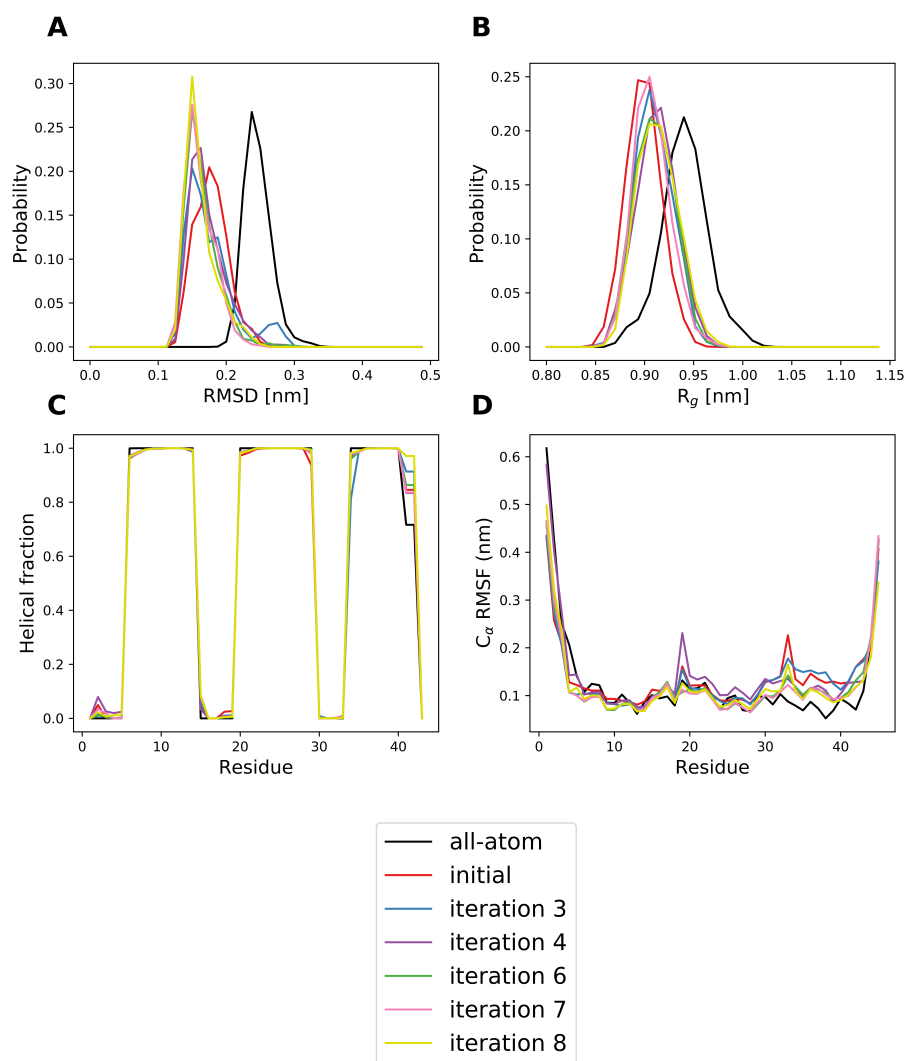 A
B
0.30
0.25
0.20
0.15
0.10
0.05
0.00
Probability
0.0 0.1 0.2 0.3 0.4 0.5
RMSD [nm]
0.25
0.20
0.15
0.10
0.05
0.00
Probability
0.80 0.85 0.90 0.95 1.00 1.05 1.10 1.15
Rg [nm]
C
D
1.0
0.8
0.6
0.4
0.2
0.0
Helical fraction
0 10 20 30 40
Residue
0.6
0.5
0.4
0.3
0.2
0.1
Cα RMSF (nm)
0 10 20 30 40
Residue
all-atom
initial
iteration 3
iteration 4
iteration 6
iteration 7
iteration 8